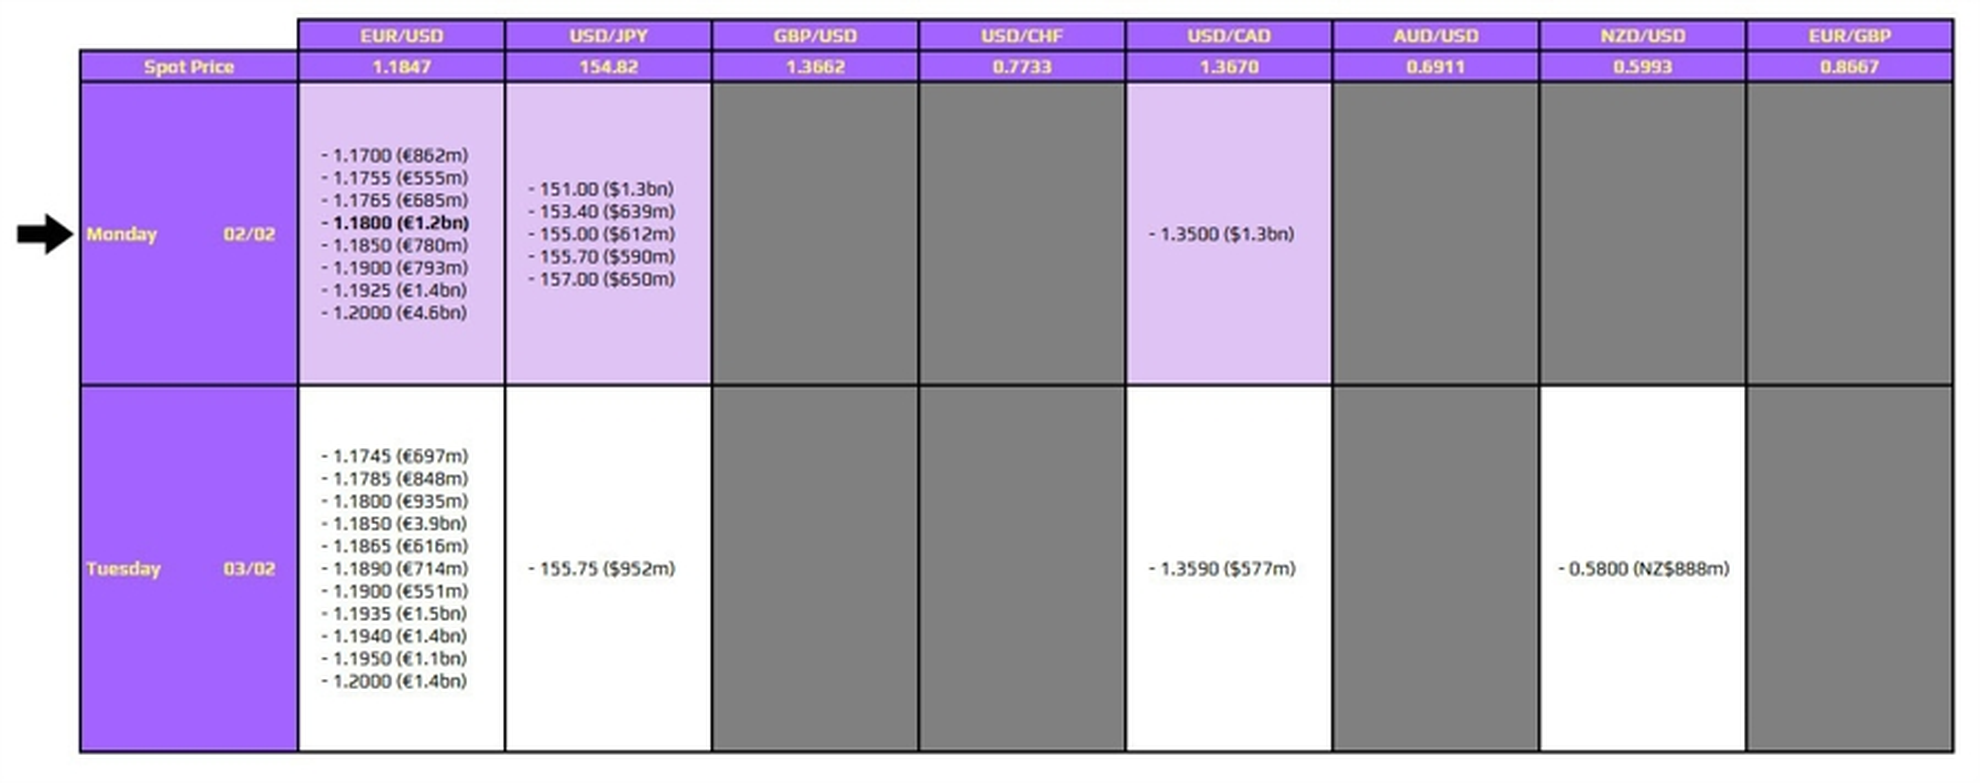 EUR/USD USD/JPY GBP/USD USD/CHF USD/CAD AUD/USD NZD/USD EUR/GBP
Spot Price 1.1847 154.82 1.3662 0.7733 1.3670 0.6911 0.5993 0.8667
Monday 02/02
- 1.1700 (€862m)
- 1.1755 (€555m)
- 1.1765 (€685m)
- 1.1800 (€1.2bn)
- 1.1850 (€780m)
- 1.1900 (€793m)
- 1.1925 (€1.4bn)
- 1.2000 (€4.6bn)
- 151.00 ($1.3bn)
- 153.40 ($639m)
- 155.00 ($612m)
- 155.70 ($590m)
- 157.00 ($650m)
- 1.3500 ($1.3bn)
Tuesday 03/02
- 1.1745 (€697m)
- 1.1785 (€848m)
- 1.1800 (€935m)
- 1.1850 (€3.9bn)
- 1.1865 (€616m)
- 1.1890 (€714m)
- 1.1900 (€551m)
- 1.1935 (€1.5bn)
- 1.1940 (€1.4bn)
- 1.1950 (€1.1bn)
- 1.2000 (€1.4bn)
- 155.75 ($952m)
- 1.3590 ($577m)
- 0.5800 (NZ$888m)